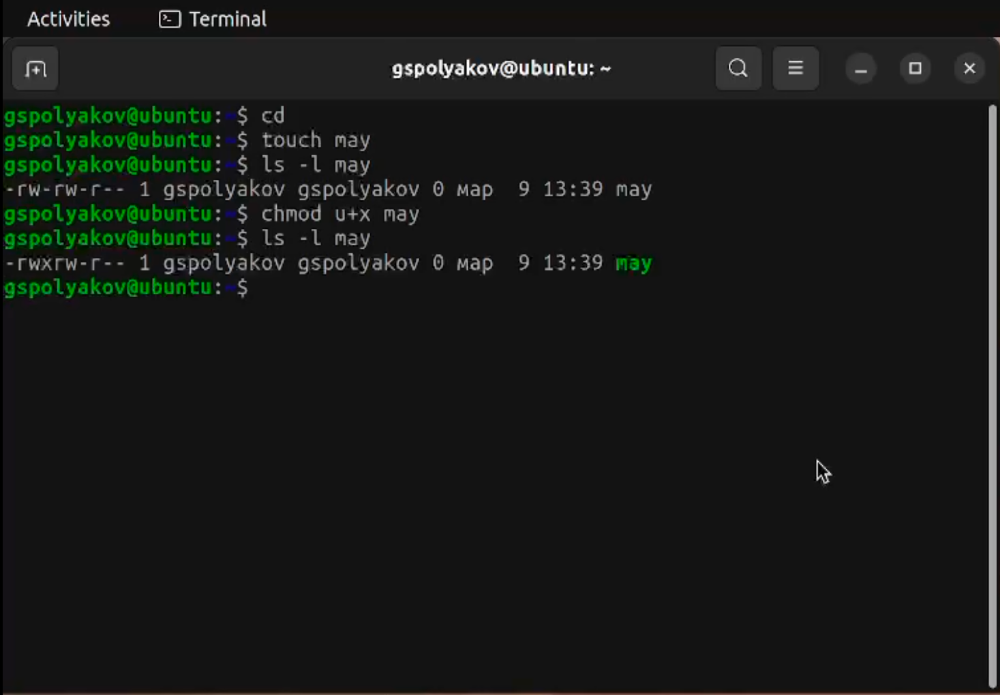 Activities Terminal
gspolyakov@ubuntu: ~
gspolyakov@ubuntu:~$ cd
gspolyakov@ubuntu:~$ touch may
gspolyakov@ubuntu:~$ ls -l may
-rw-rw-r-- 1 gspolyakov gspolyakov 0 мар  9 13:39 may
gspolyakov@ubuntu:~$ chmod u+x may
gspolyakov@ubuntu:~$ ls -l may
-rwxrw-r-- 1 gspolyakov gspolyakov 0 мар  9 13:39 may
gspolyakov@ubuntu:~$